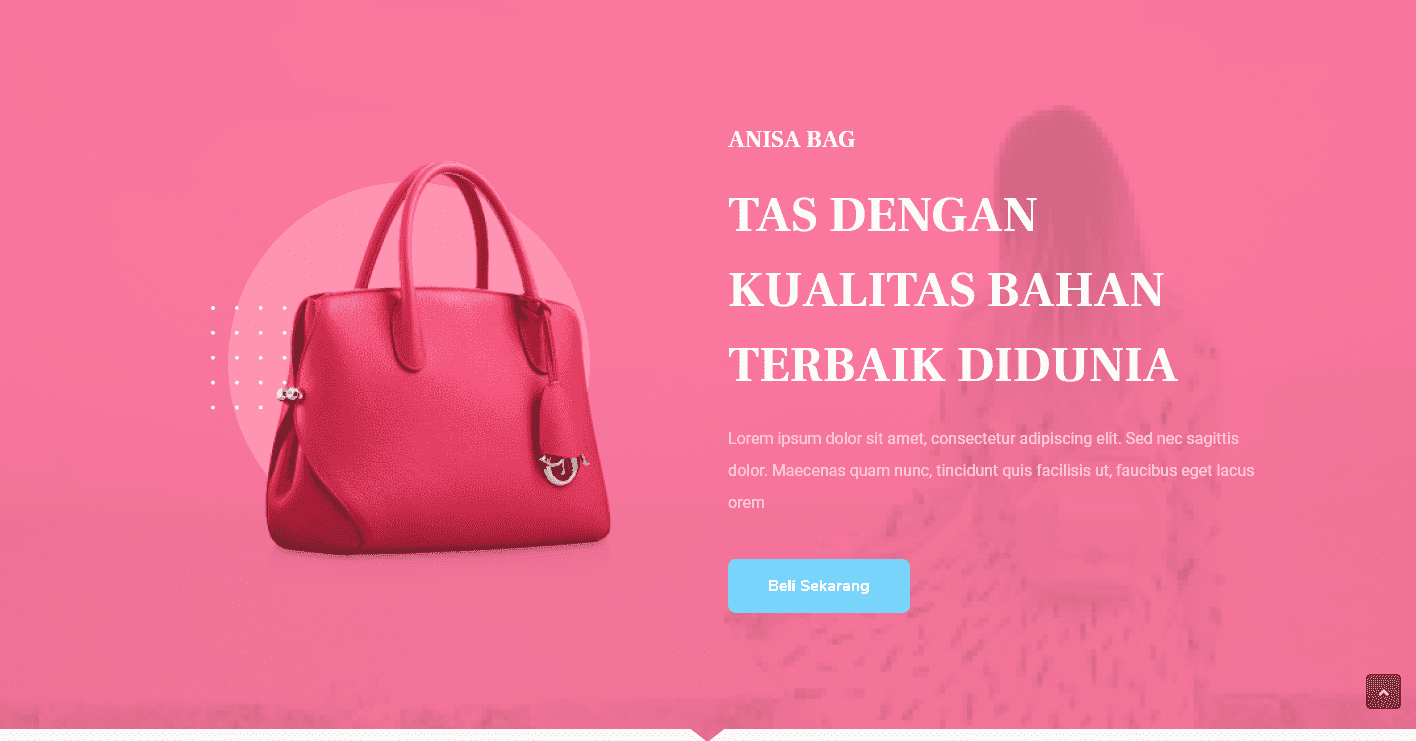 ANISA BAG
TAS DENGAN
KUALITAS BAHAN
TERBAIK DIDUNIA
Lorem ipsum dolor sit amet, consectetur adipiscing elit. Sed nec sagittis
dolor. Maecenas quam nunc, tincidunt quis facilisis ut, faucibus eget lacus
orem
Beli Sekarang